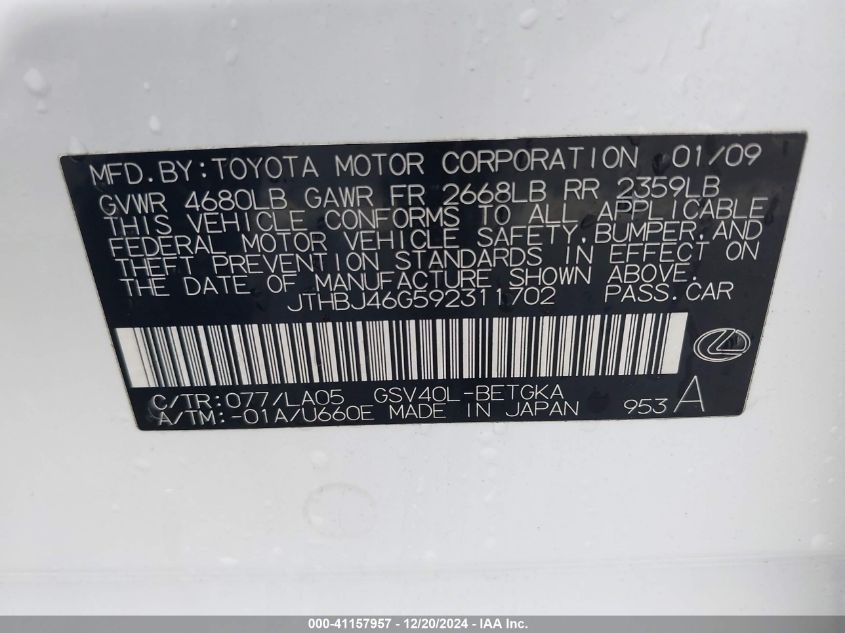 MFD.BY:TOYOTA MOTOR CORPORATION 01/09
GVWR 4680LB GAWR FR 2668LB RR 2359LB
THIS VEHICLE CONFORMS TO ALL APPLICABLE
FEDERAL MOTOR VEHICLE SAFETY,BUMPER,AND
THEFT PREVENTION STANDARDS IN EFFECT ON
THE DATE OF MANUFACTURE SHOWN ABOVE.
JTHBJ46G592311702 PASS.CAR
C/TR:077/LA05 GSV40L-BETGKA
A/TM:-01A/U660E MADE IN JAPAN 953 A
000-41157957 - 12/20/2024 - IAA Inc.